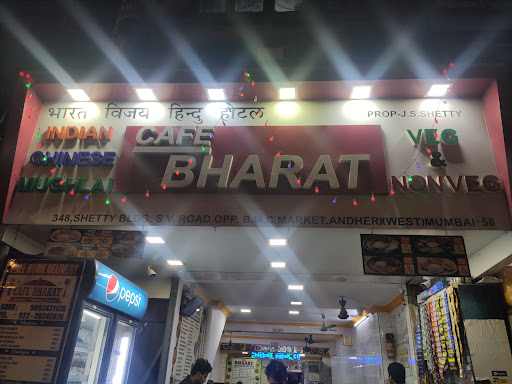 भारत विजय हिन्दु होटल
PROP-J.S.SHETTY
INDIAN
CHINESE
MUGHLAI
CAFE
BHARAT
VEG
&
NONVEG
348,SHETTY BLDG, S.V. ROAD,OPP. B.M.C MARKET.ANDHERI(WEST)MUMBAI-58
pepsi
CAFE BHARAT
BHARAT